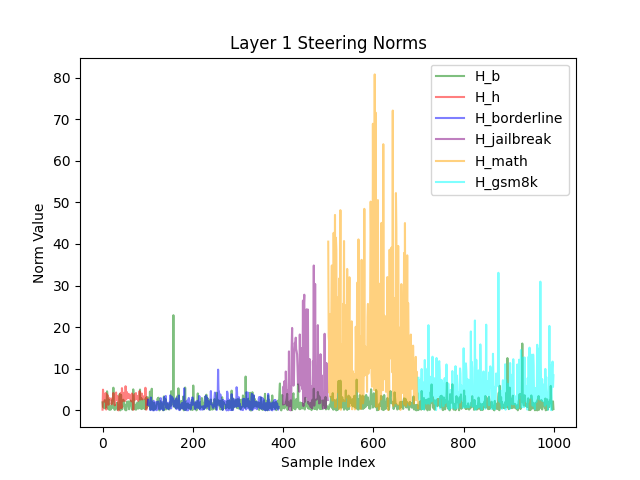 Layer 1 Steering Norms
H_b
H_h
H_borderline
H_jailbreak
H_math
H_gsm8k
Norm Value
80
70
60
50
40
30
20
10
0
0 200 400 600 800 1000
Sample Index